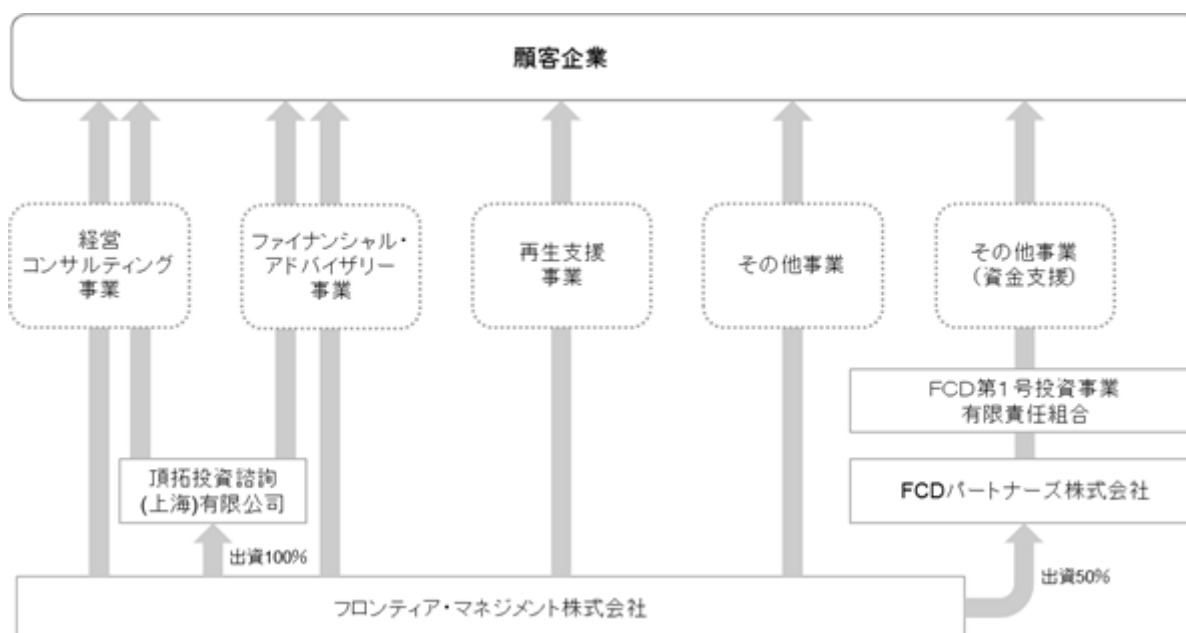 顧客企業
経営
コンサルティング
事業
ファイナンシャル・
アドバイザリー
事業
再生支援
事業
その他事業
その他事業
（資金支援）
FCD第1号投資事業
有限責任組合
頂拓投資諮詢
(上海)有限公司
FCDパートナーズ株式会社
出資100%
出資50%
フロンティア・マネジメント株式会社